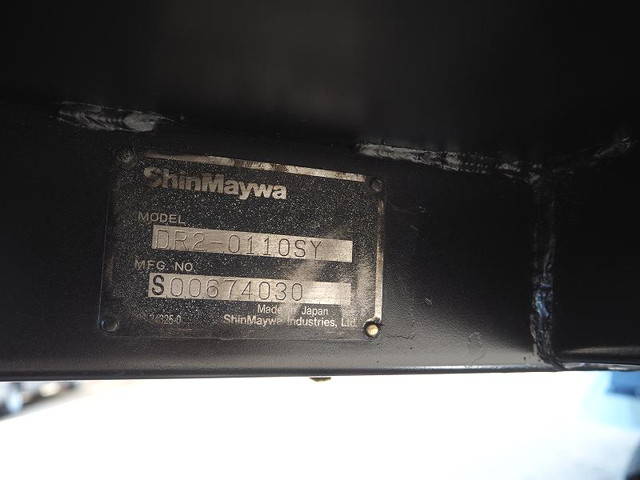 ShinMaywa
MODEL
DR2-0110SY
MFG. NO.
S00674030
Made in Japan
ShinMaywa Industries, Ltd.